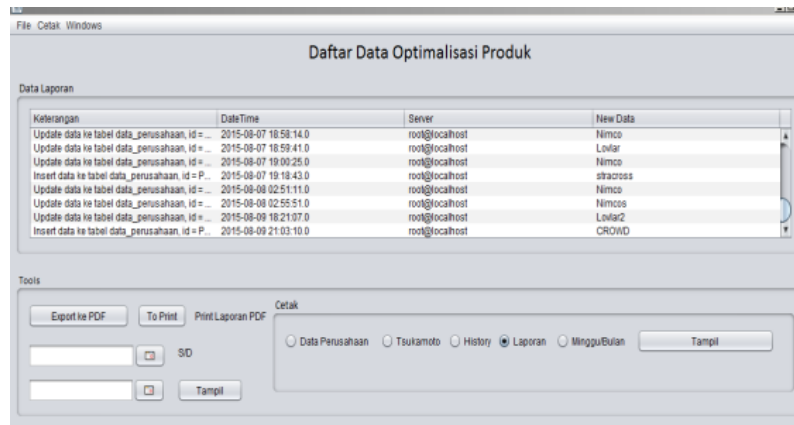 File Cetak Windows
Daftar Data Optimalisasi Produk
Data Laporan
Keterangan DateTime Server New Data
Update data ke tabel data_perusahaan, id = ... 2015-08-07 18:58:14.0 root@localhost Nimco
Update data ke tabel data_perusahaan, id = ... 2015-08-07 18:59:41.0 root@localhost Lovlar
Update data ke tabel data_perusahaan, id = ... 2015-08-07 19:00:25.0 root@localhost Nimco
Insert data ke tabel data_perusahaan, id = P... 2015-08-07 19:18:43.0 root@localhost stracross
Update data ke tabel data_perusahaan, id = ... 2015-08-08 02:51:11.0 root@localhost Nimco
Update data ke tabel data_perusahaan, id = ... 2015-08-08 02:55:51.0 root@localhost Nimcos
Update data ke tabel data_perusahaan, id = ... 2015-08-09 18:21:07.0 root@localhost Lovlar2
Insert data ke tabel data_perusahaan, id = P... 2015-08-09 21:03:10.0 root@localhost CROWD
Tools
Export ke PDF To Print Print Laporan PDF
S/D
Tampil
Cetak
Data Perusahaan Tsukamoto History Laporan Minggu/Bulan Tampil